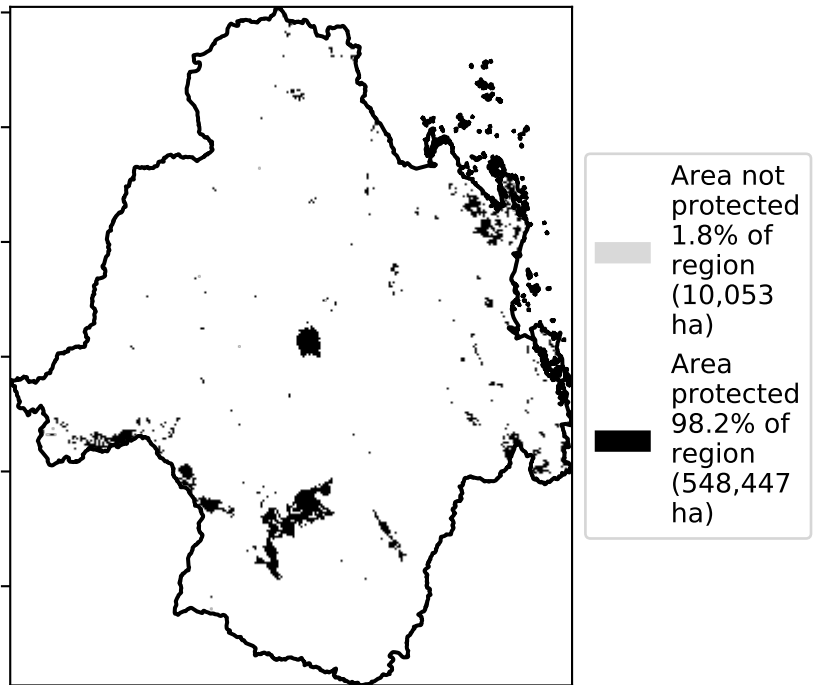 Area not
protected
1.8% of
region
(10,053
ha)
Area
protected
98.2% of
region
(548,447
ha)